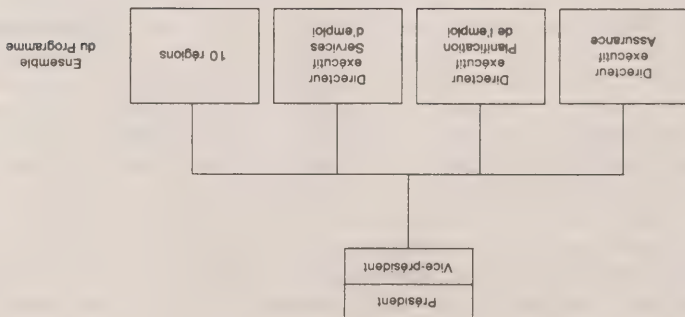 Président
Vice-président
Directeur
exécutif
Assurance
Directeur
exécutif
Planification
de l'emploi
Directeur
exécutif
Services
d'emploi
10 régions
Ensemble
du Programme